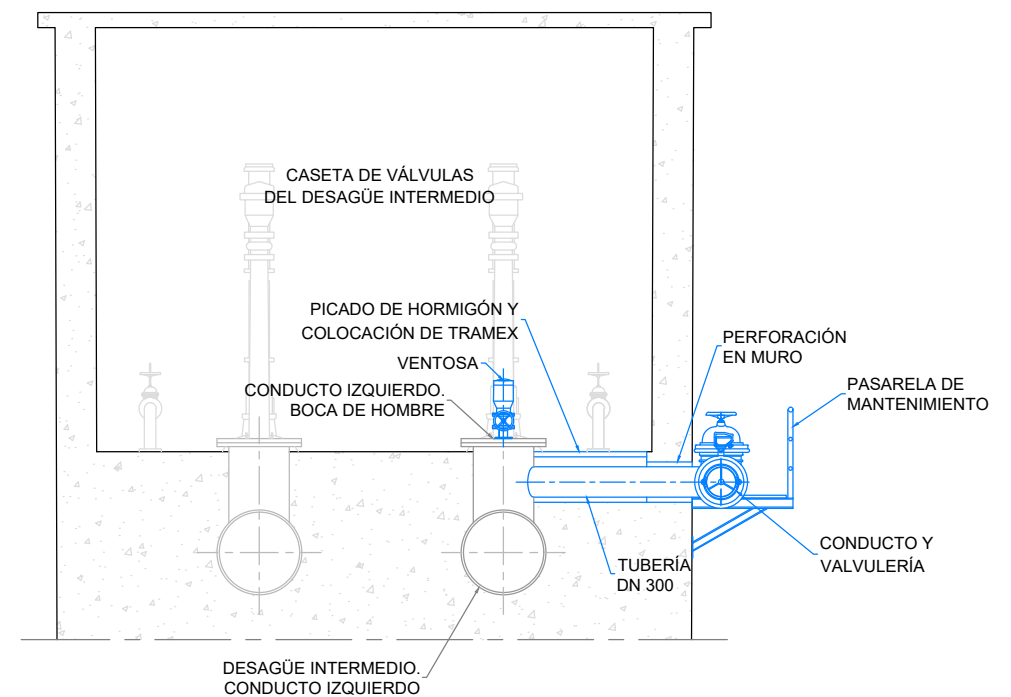 CASETA DE VÁLVULAS
DEL DESAGÜE INTERMEDIO
PICADO DE HORMIGÓN Y
COLOCACIÓN DE TRAMEX
VENTOSA
CONDUCTO IZQUIERDO.
BOCA DE HOMBRE
PERFORACIÓN
EN MURO
PASARELA DE
MANTENIMIENTO
CONDUCTO Y
VALVULERÍA
TUBERÍA
DN 300
DESAGÜE INTERMEDIO.
CONDUCTO IZQUIERDO